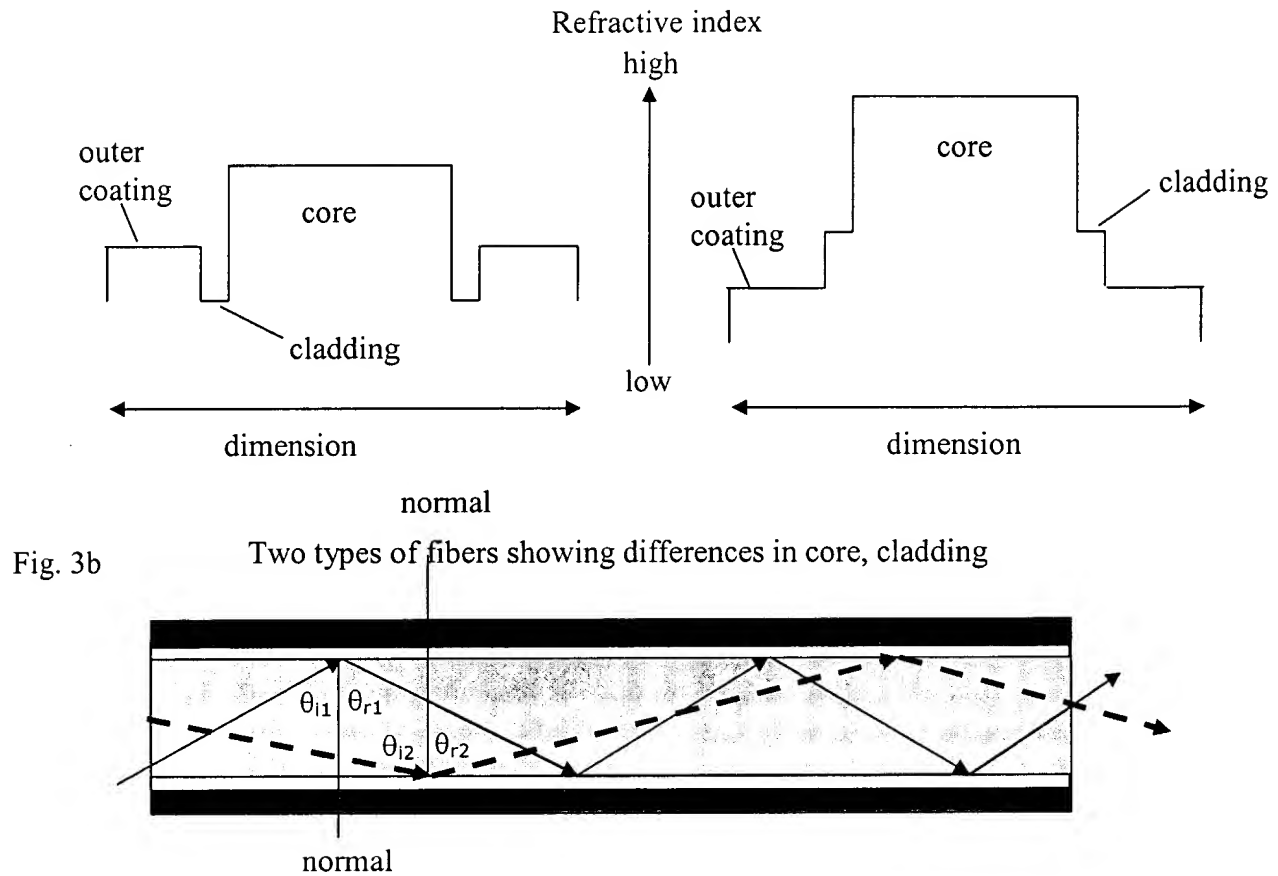 Refractive index
high
outer
coating
core
cladding
low
dimension
core
cladding
outer
coating
dimension
normal
Fig. 3b
Two types of fibers showing differences in core, cladding
θi1
θr1
θi2
θr2
normal